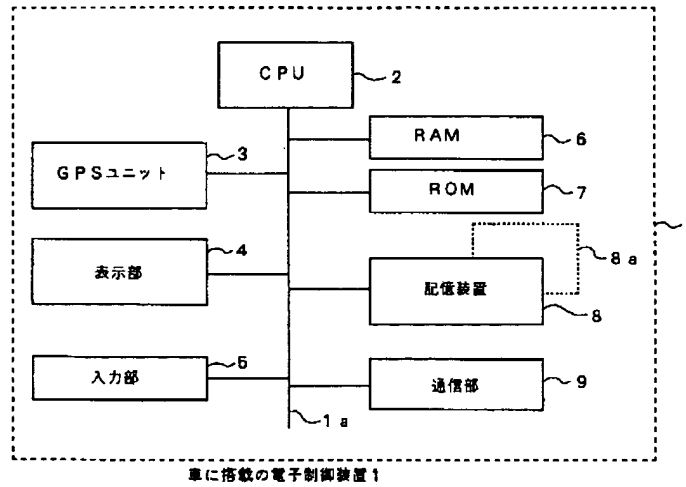 CPU
2
GPSユニット
3
RAM
6
ROM
7
表示部
4
8a
記憶装置
8
入力部
5
通信部
9
1a
車に搭載の電子制御装置1